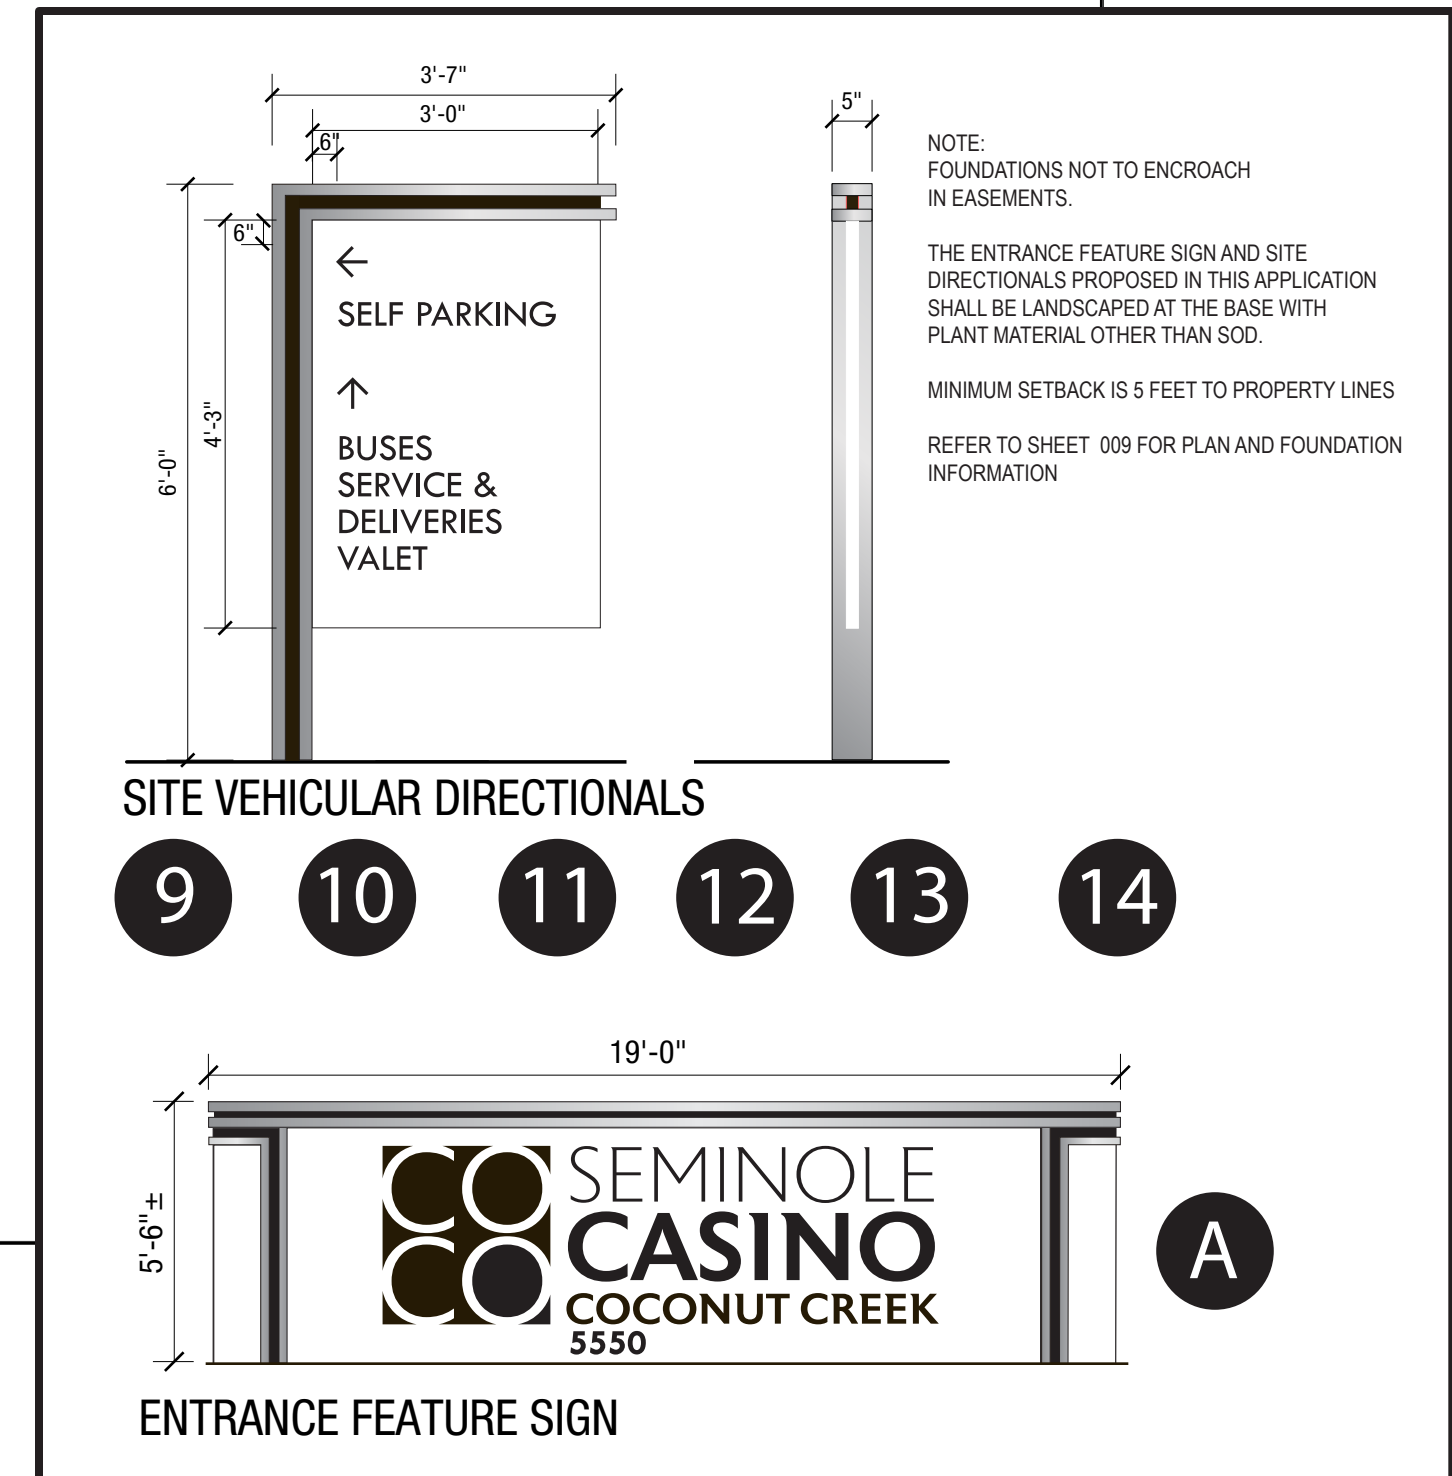 3'-7"
3'-0"
6"
6"
4'-3"
6'-0"
←
SELF PARKING
↑
BUSES
SERVICE &
DELIVERIES
VALET
5"
NOTE:
FOUNDATIONS NOT TO ENCROACH
IN EASEMENTS.
THE ENTRANCE FEATURE SIGN AND SITE
DIRECTIONALS PROPOSED IN THIS APPLICATION
SHALL BE LANDSCAPED AT THE BASE WITH
PLANT MATERIAL OTHER THAN SOD.
MINIMUM SETBACK IS 5 FEET TO PROPERTY LINES
REFER TO SHEET 009 FOR PLAN AND FOUNDATION
INFORMATION
SITE VEHICULAR DIRECTIONALS
9 10 11 12 13 14
19'-0"
5'-6"±
COCO
SEMINOLE
CASINO
COCONUT CREEK
5550
A
ENTRANCE FEATURE SIGN